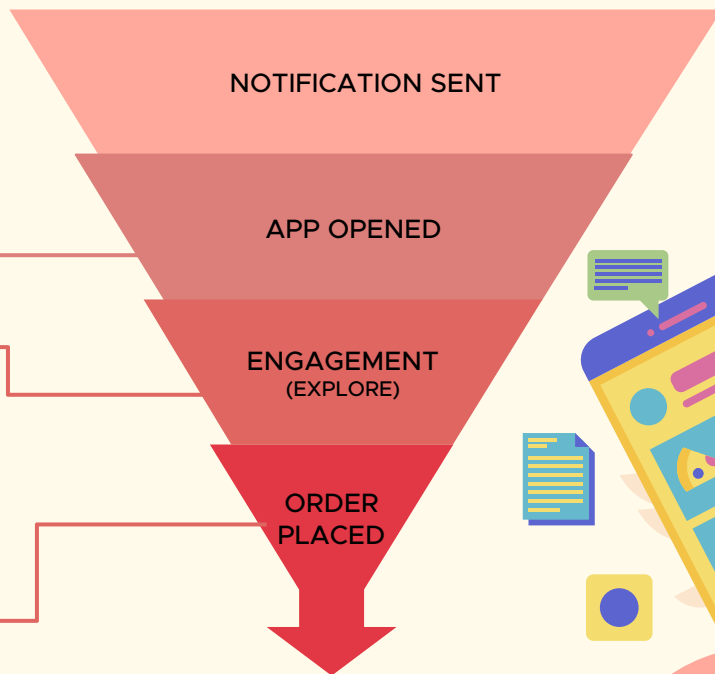 NOTIFICATION SENT
APP OPENED
ENGAGEMENT
(EXPLORE)
ORDER
PLACED